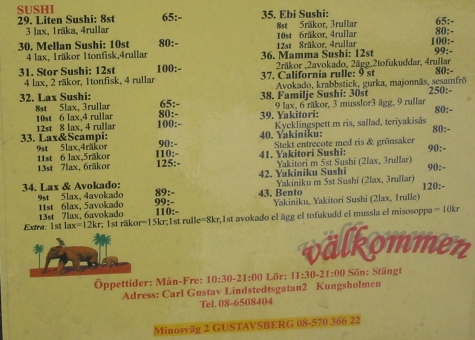 SUSHI
29. Liten Sushi: 8st 65:-
3 lax, 1räka, 4rullar
30. Mellan Sushi: 10st 80:-
4 lax, 1räkor 1tonfisk,4rullar
31. Stor Sushi: 12st 100:-
4 lax, 2 räkor, 1tonfisk, 4 rullar
32. Lax Sushi:
8st 5lax, 3rullar 65:-
10st 6 lax,4 rullar 80:-
12st 8 lax, 4 rullar 100:-
33. Lax&Scampi:
9st 5lax,4räkor 90:-
11st 6 lax,5räkor 110:-
13st 7lax, 6räkor 125:-
34. Lax & Avokado:
9st 5lax, 4avokado 89:-
11st 6lax, 5avokado 99:-
13st 7lax, 6avokado 110:-
35. Ebi Sushi:
8st 5räkor, 3rullar 65:-
10st 6räkor, 4rullar 80:-
12st 8räkor, 4rullar 100:-
36. Mamma Sushi: 12st 99:-
2räkor ,2avokado, 2ägg,2tofukuddar, 4rullar
37. California rulle: 9 st 80:-
Avokado, krabbstick, gurka, majonnäs, sesamfrö
38. Familje Sushi: 30st 250:-
9 lax, 6 räkor, 3 musslor3 ägg, 9 rullar
39. Yakitori: 80:-
Kycklingspett m ris, sallad, teriyakisås
40. Yakiniku: 80:-
Stekt entrecote med ris & grönsaker
41. Yakitori Sushi: 90:-
Yakitori m 5st Sushi (2lax, 3rullar)
42. Yakiniku Sushi 90:-
Yakiniku m 5st Sushi (2lax, 3rullar)
43. Bento 120:-
Yakiniku, Yakitori Sushi (2lax, 1rulle)
Extra: 1st lax=12kr; 1st räkor=15kr;1st rulle=8kr,1st avokado el ägg el tofukudd el mussla el misosoppa = 10kr
välkommen
Öppettider: Mån-Fre: 10:30-21:00 Lör: 11:30-21:00 Sön: Stängt
Adress: Carl Gustav Lindstedtsgatan2 Kungsholmen
Tel. 08-6508404
Minosväg 2 GUSTAVSBERG 08-570 366 22